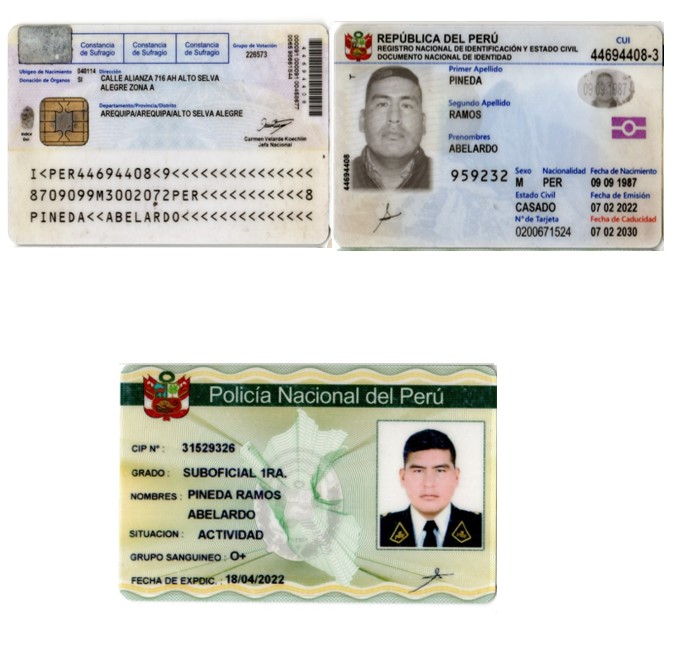 Constancia de Sufragio
Constancia de Sufragio
Constancia de Sufragio
Grupo de Votación
226573
Ubigeo de Nacimiento 040114 Dirección
Donación de Órganos SI CALLE ALIANZA 716 AH ALTO SELVA
ALEGRE ZONA A
Departamento/Provincia/Distrito
AREQUIPA/AREQUIPA/ALTO SELVA ALEGRE
Carmen Velarde Koechlin
Jefa Nacional
I<PER44694408<9<<<<<<<<<<<<<<<
8709099M3002072PER<<<<<<<<<<<8
PINEDA<<ABELARDO<<<<<<<<<<<<<<
REPÚBLICA DEL PERÚ
REGISTRO NACIONAL DE IDENTIFICACIÓN Y ESTADO CIVIL
DOCUMENTO NACIONAL DE IDENTIDAD
CUI
44694408-3
Primer Apellido
PINEDA
Segundo Apellido
RAMOS
Prenombres
ABELARDO
09 09 1987
44694408
959232
Sexo Nacionalidad Fecha de Nacimiento
M PER 09 09 1987
Estado Civil Fecha de Emisión
CASADO 07 02 2022
N° de Tarjeta Fecha de Caducidad
0200671524 07 02 2030
Policía Nacional del Perú
CIP N° : 31529326
GRADO : SUBOFICIAL 1RA.
NOMBRES : PINEDA RAMOS
ABELARDO
SITUACION : ACTIVIDAD
GRUPO SANGUINEO : O+
FECHA DE EXPDIC. : 18/04/2022